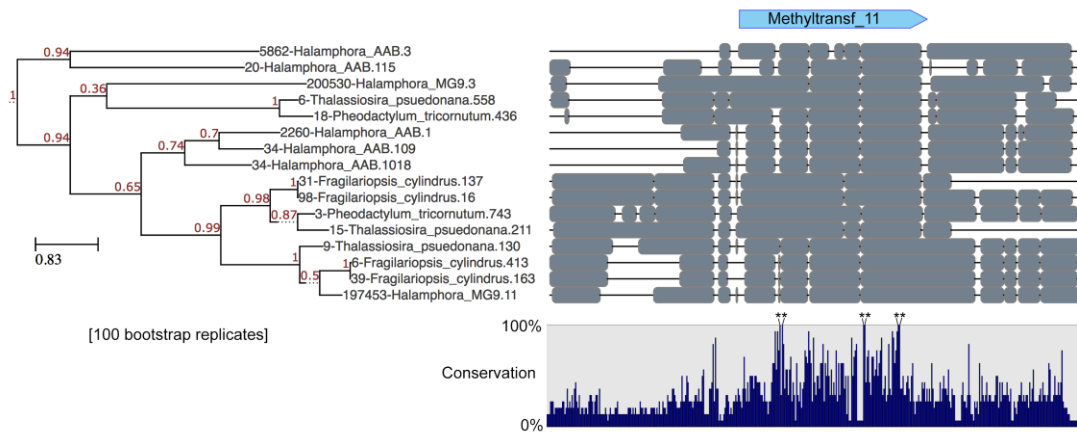 Methyltransf_11
0.94
5862-Halamphora_AAB.3
20-Halamphora_AAB.115
1
0.36
200530-Halamphora_MG9.3
6-Thalassiosira_psuedonana.558
1
18-Pheodactylum_tricornutum.436
0.94
0.7
2260-Halamphora_AAB.1
0.74
34-Halamphora_AAB.109
34-Halamphora_AAB.1018
0.65
1
31-Fragilariopsis_cylindrus.137
0.98
98-Fragilariopsis_cylindrus.16
0.87
3-Pheodactylum_tricornutum.743
15-Thalassiosira_psuedonana.211
0.99
9-Thalassiosira_psuedonana.130
1
1
6-Fragilariopsis_cylindrus.413
0.5
39-Fragilariopsis_cylindrus.163
197453-Halamphora_MG9.11
0.83
[100 bootstrap replicates]
** ** **
100%
Conservation
0%